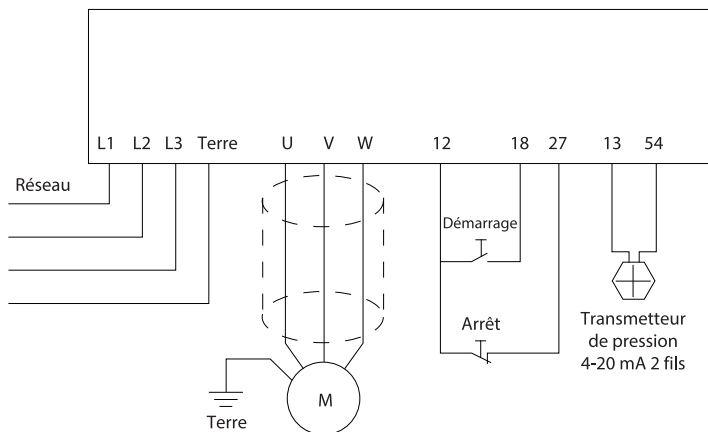 L1 L2 L3 Terre U V W 12 18 27 13 54
Réseau
Démarrage
Arrêt
Transmetteur
de pression
4-20 mA 2 fils
M
Terre